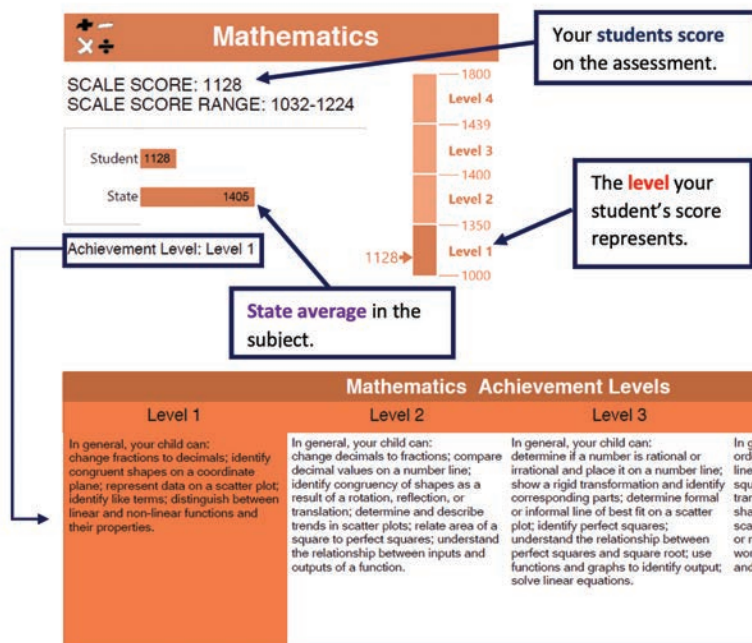 Mathematics
Your students score
on the assessment.
SCALE SCORE: 1128
SCALE SCORE RANGE: 1032-1224
1800
Level 4
1439
Level 3
1400
Level 2
1350
Level 1
1128
1000
Student 1128
State 1405
The level your
student's score
represents.
Achievement Level: Level 1
State average in the
subject.
Mathematics Achievement Levels
Level 1
In general, your child can:
change fractions to decimals; identify
congruent shapes on a coordinate
plane; represent data on a scatter plot;
identify like terms; distinguish between
linear and non-linear functions and
their properties.
Level 2
In general, your child can:
change decimals to fractions; compare
decimal values on a number line;
identify congruency of shapes as a
result of a rotation, reflection, or
translation; determine and describe
trends in scatter plots; relate area of a
square to perfect squares; understand
the relationship between inputs and
outputs of a function.
Level 3
In general, your child can:
determine if a number is rational or
irrational and place it on a number line;
show a rigid transformation and identify
corresponding parts; determine formal
or informal line of best fit on a scatter
plot; identify perfect squares;
understand the relationship between
perfect squares and square root; use
functions and graphs to identify output;
solve linear equations.